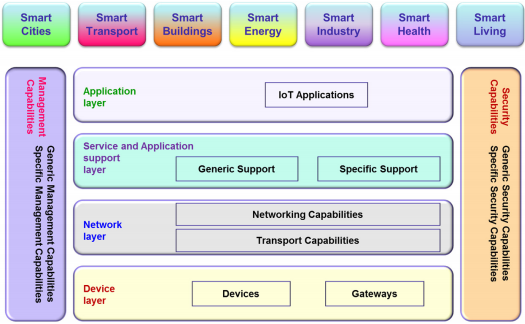 Smart
Cities
Smart
Transport
Smart
Buildings
Smart
Energy
Smart
Industry
Smart
Health
Smart
Living
Management
Capabilities
Generic Management Capabilities
Specific Management Capabilities
Application
layer
IoT Applications
Service and Application
support
layer
Generic Support
Specific Support
Network
layer
Networking Capabilities
Transport Capabilities
Device
layer
Devices
Gateways
Security
Capabilities
Generic Security Capabilities
Specific Security Capabilities